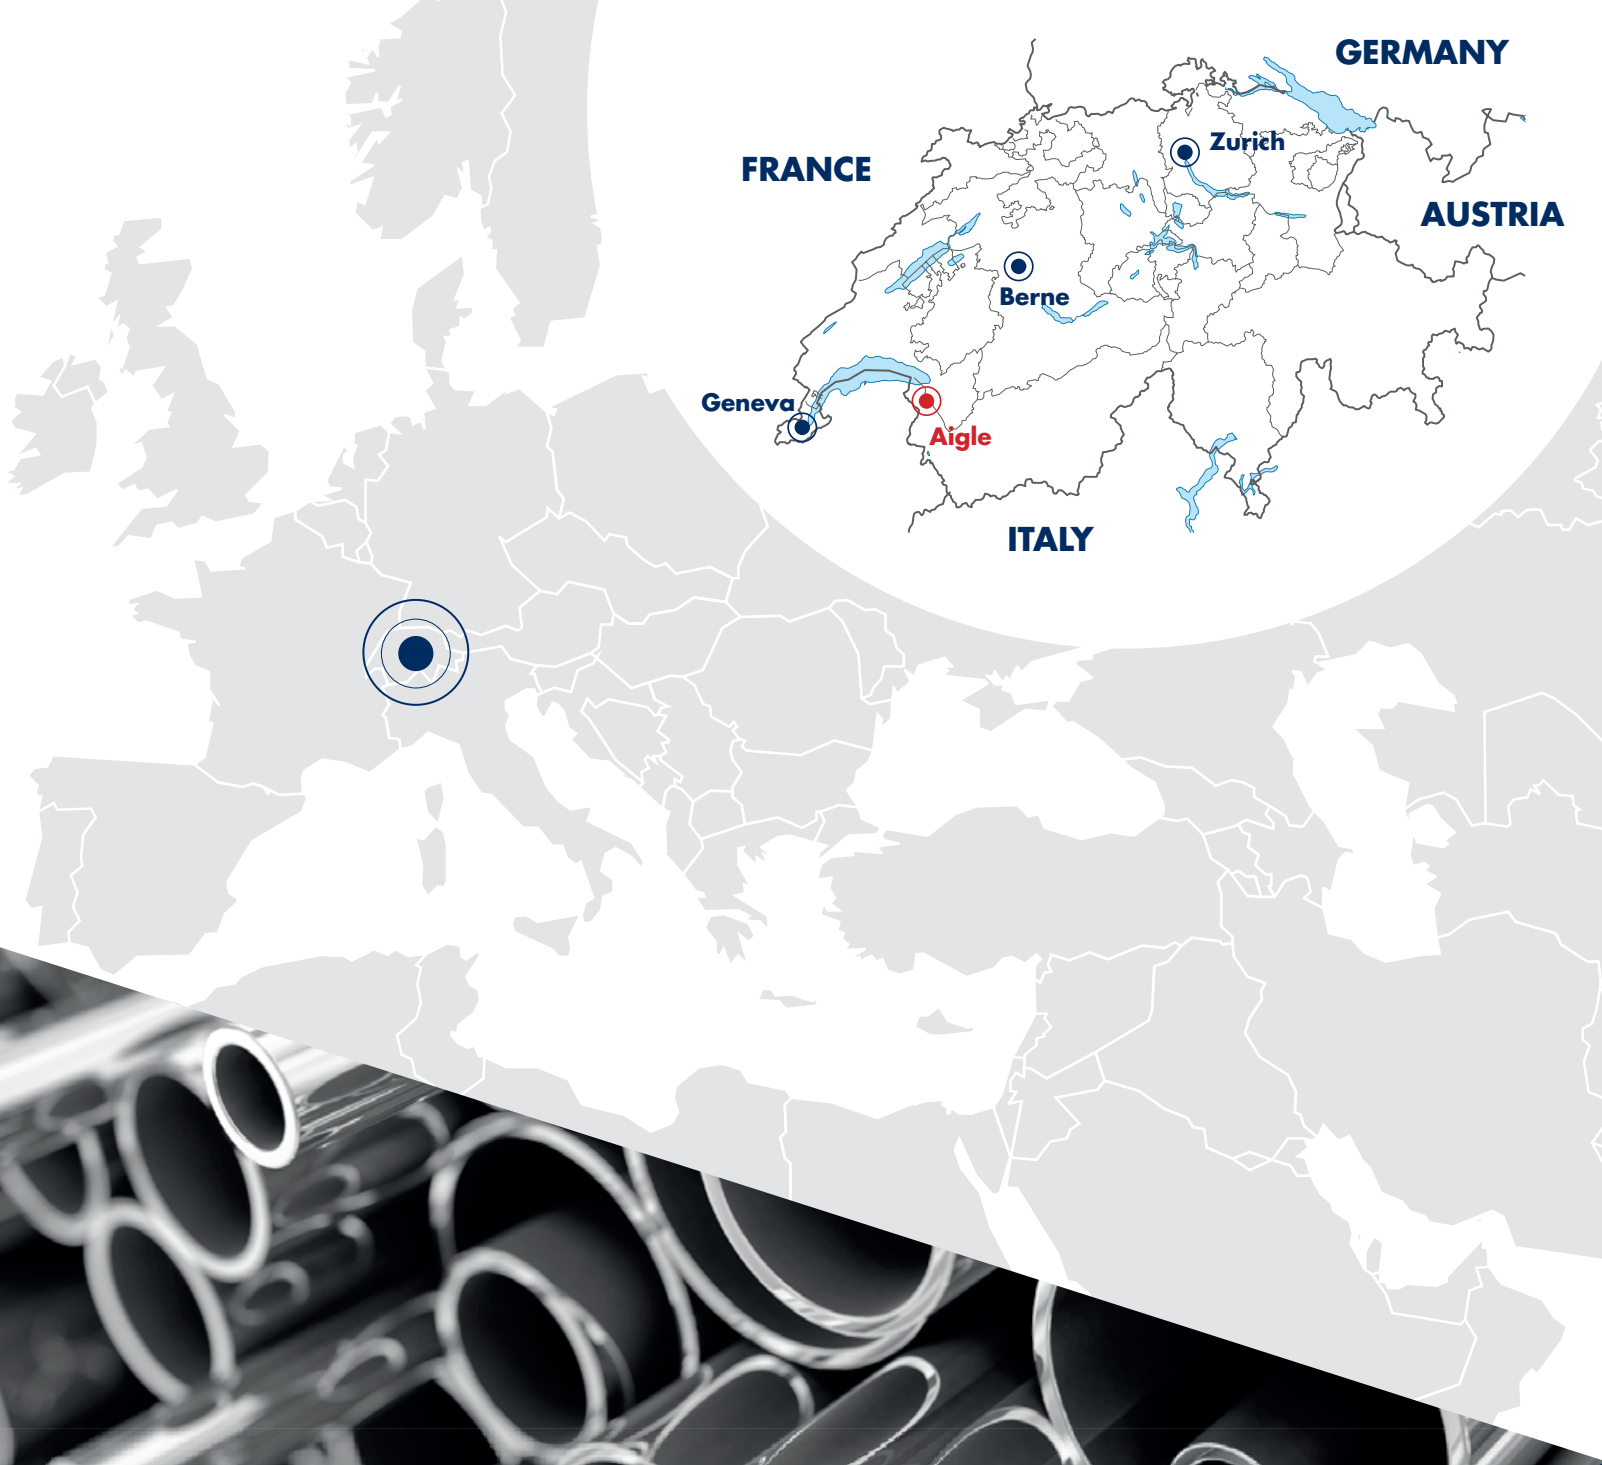 GERMANY
Zurich
FRANCE
AUSTRIA
Berne
Geneva
Aigle
ITALY